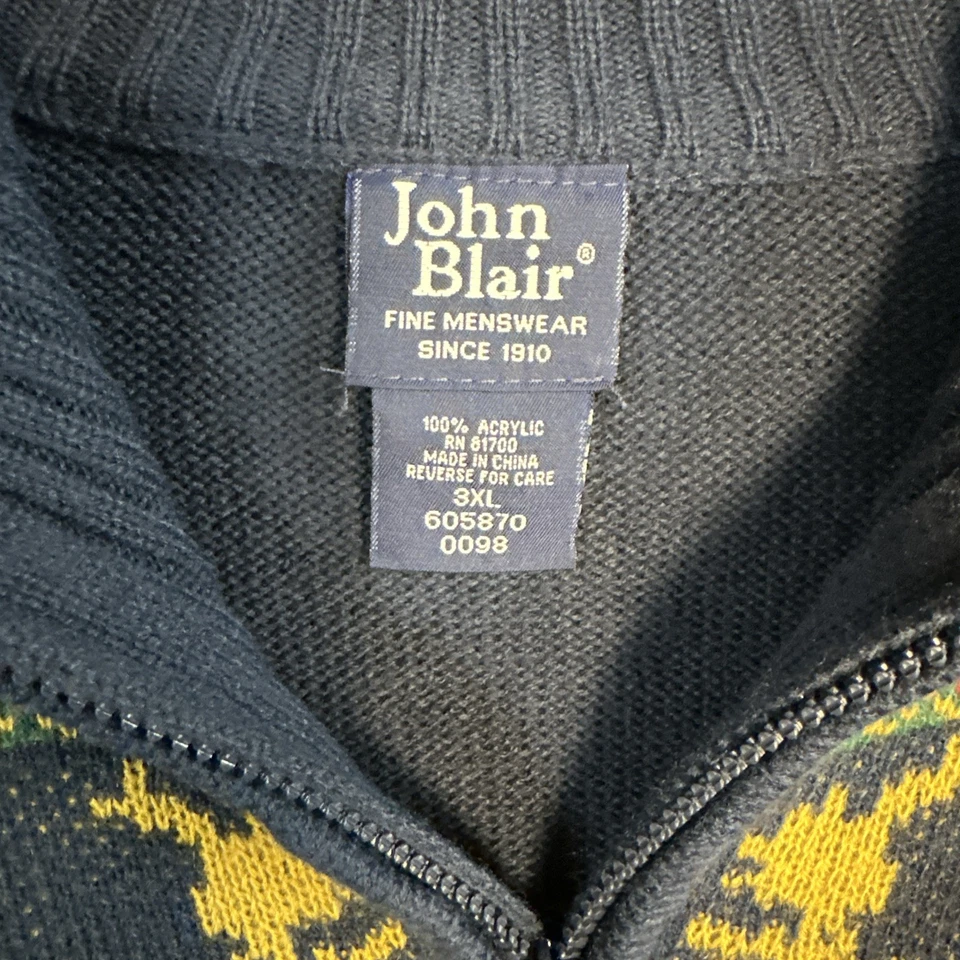 John
Blair®
FINE MENSWEAR
SINCE 1910
100% ACRYLIC
RN 81700
MADE IN CHINA
REVERSE FOR CARE
3XL
605870
0098